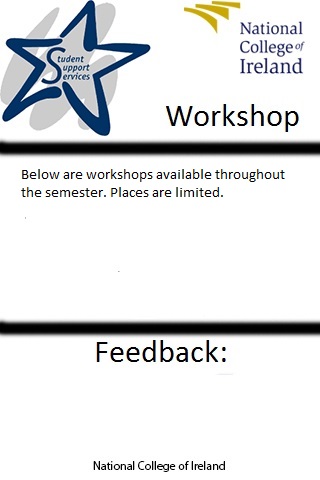 Student
Support
Services
National
College of
Ireland
Workshop
Below are workshops available throughout
the semester. Places are limited.
Feedback:
National College of Ireland